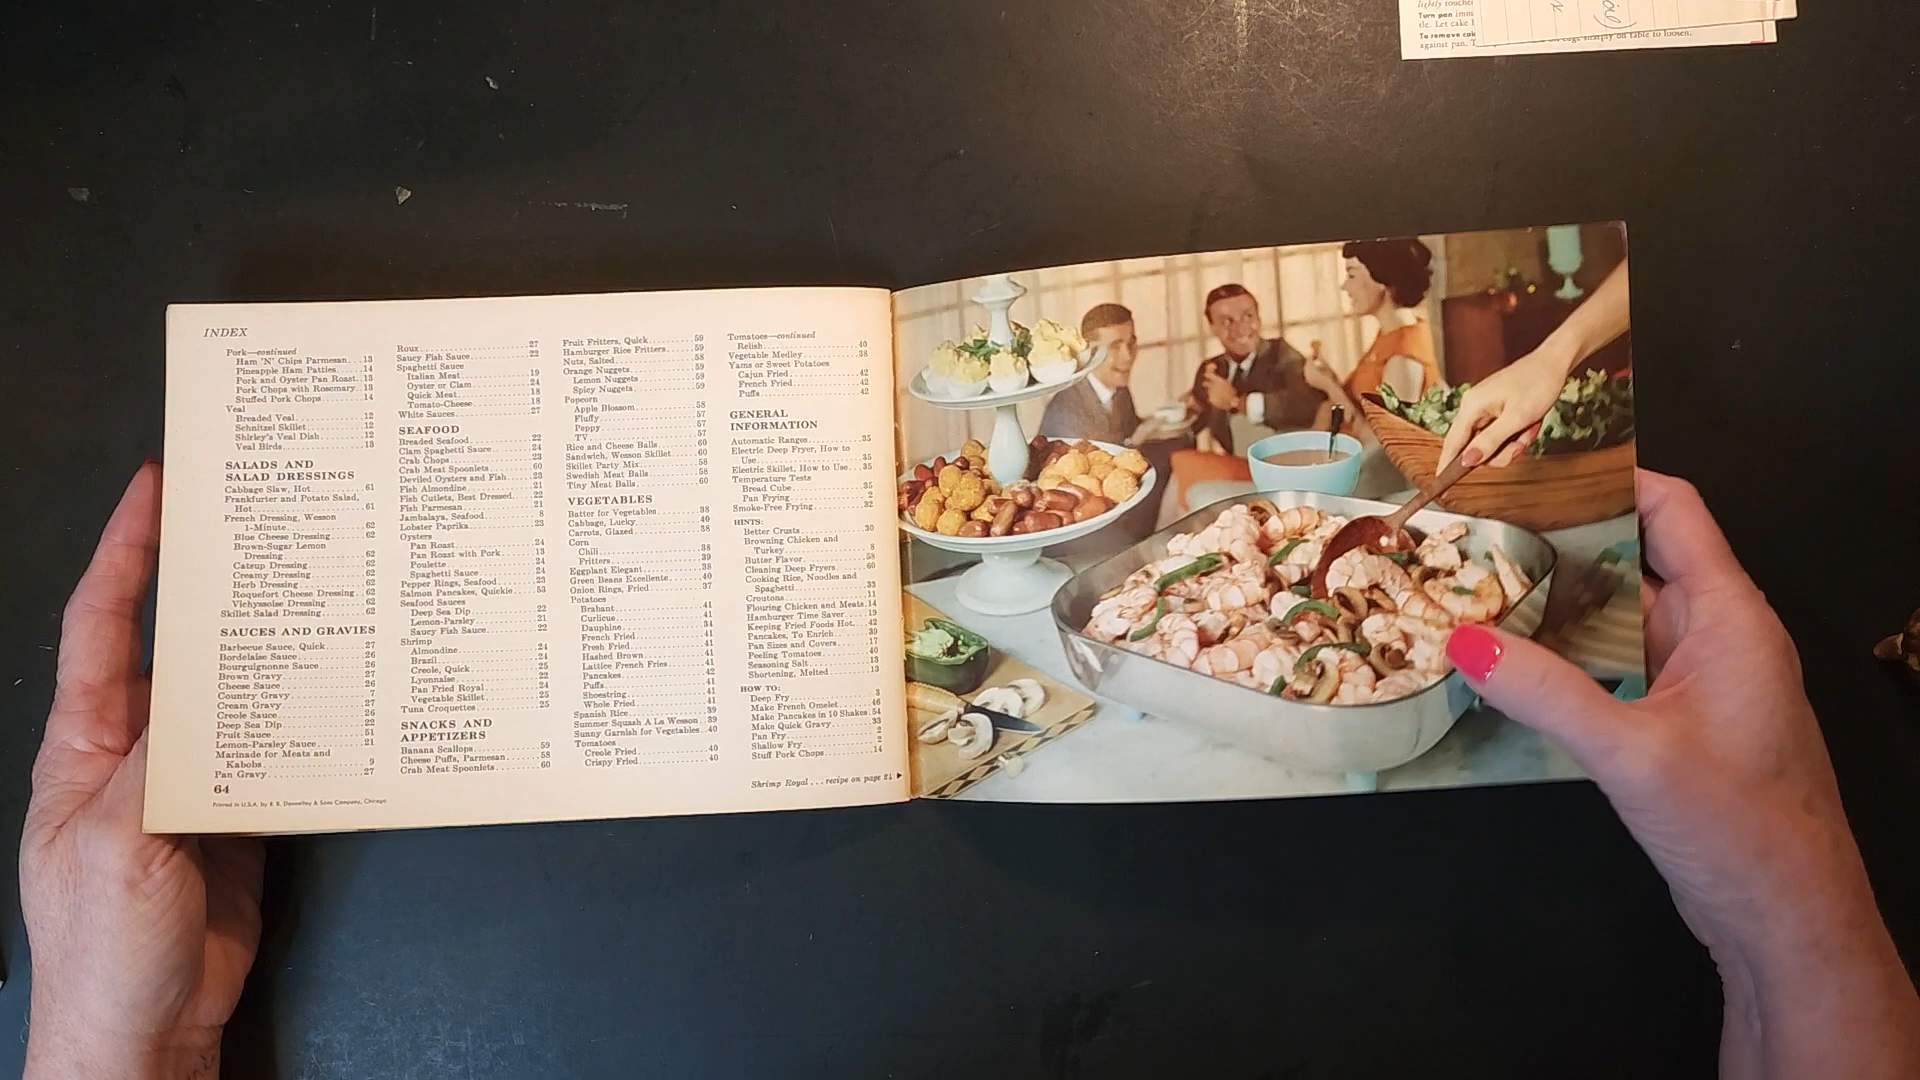 INDEX
Pork—continued
Ham 'N' Chips Parmesan...13
Pineapple Ham Patties....14
Pork and Oyster Pan Roast..13
Pork Chops with Rosemary..13
Stuffed Pork Chops.......14
Veal
Breaded Veal.............12
Schnitzel Skillet........12
Shirley's Veal Dish......12
Veal Birds...............13
SALADS AND
SALAD DRESSINGS
Cabbage Slaw, Hot........61
Frankfurter and Potato Salad,
Hot......................61
French Dressing, Wesson
1-Minute.................62
Blue Cheese Dressing.....62
Brown-Sugar Lemon
Dressing.................62
Catsup Dressing..........62
Creamy Dressing..........62
Herb Dressing............62
Roquefort Cheese Dressing..62
Vichyssoise Dressing.....62
Skillet Salad Dressing...62
SAUCES AND GRAVIES
Barbecue Sauce, Quick....27
Bordelaise Sauce.........26
Bourguignonne Sauce......26
Brown Gravy..............27
Cheese Sauce.............26
Country Gravy............7
Cream Gravy..............27
Creole Sauce.............26
Deep Sea Dip.............22
Fruit Sauce..............51
Lemon-Parsley Sauce......21
Marinade for Meats and
Kabobs...................9
Pan Gravy................27
64
Printed in U.S.A. by R. R. Donnelley & Sons Company, Chicago
Roux.....................27
Saucy Fish Sauce.........22
Spaghetti Sauce
Italian Meat.............19
Oyster or Clam...........24
Quick Meat...............18
Tomato-Cheese............18
White Sauces.............27
SEAFOOD
Breaded Seafood..........22
Clam Spaghetti Sauce.....24
Crab Chops...............23
Crab Meat Spoonlets......60
Deviled Oysters and Fish...23
Fish Almondine...........21
Fish Cutlets, Best Dressed...22
Fish Parmesan............21
Jambalaya, Seafood.......8
Lobster Paprika..........23
Oysters
Pan Roast................24
Pan Roast with Pork......13
Poulette.................24
Spaghetti Sauce..........24
Pepper Rings, Seafood....23
Salmon Pancakes, Quickie...53
Seafood Sauces
Deep Sea Dip.............22
Lemon-Parsley............21
Saucy Fish Sauce.........22
Shrimp
Almondine................24
Brazil...................24
Creole, Quick............25
Lyonnaise................22
Pan Fried Royal..........24
Vegetable Skillet........25
Tuna Croquettes..........25
SNACKS AND
APPETIZERS
Banana Scallops..........59
Cheese Puffs, Parmesan...58
Crab Meat Spoonlets......60
Fruit Fritters, Quick....59
Hamburger Rice Fritters...59
Nuts, Salted.............58
Orange Nuggets...........59
Lemon Nuggets............59
Spicy Nuggets............59
Popcorn
Apple Blossom............58
Fluffy...................57
Peppy....................57
TV.......................57
Rice and Cheese Balls....60
Sandwich, Wesson Skillet...60
Skillet Party Mix........58
Swedish Meat Balls.......58
Tiny Meat Balls..........60
VEGETABLES
Batter for Vegetables....38
Cabbage, Lucky...........40
Carrots, Glazed..........38
Corn
Chili....................38
Fritters.................39
Eggplant Elegant.........38
Green Beans Excellente...40
Onion Rings, Fried.......37
Potatoes
Brabant..................41
Curlicue.................41
Dauphine.................34
French Fried.............41
Fresh Fried..............41
Hashed Brown.............41
Lattice French Fries.....41
Pancakes.................42
Puffs....................41
Shoestring...............41
Whole Fried..............41
Spanish Rice.............39
Summer Squash A La Wesson..39
Sunny Garnish for Vegetables..40
Tomatoes
Creole Fried.............40
Crispy Fried.............40
Tomatoes—continued
Relish...................40
Vegetable Medley.........38
Yams or Sweet Potatoes
Cajun Fried..............42
French Fried.............42
Puffs....................42
GENERAL
INFORMATION
Automatic Ranges.........35
Electric Deep Fryer, How to
Use......................35
Electric Skillet, How to Use...35
Temperature Tests
Bread Cube...............35
Pan Frying...............2
Smoke-Free Frying........32
HINTS:
Better Crusts............30
Browning Chicken and
Turkey...................8
Butter Flavor............58
Cleaning Deep Fryers.....60
Cooking Rice, Noodles and
Spaghetti................33
Croutons.................11
Flouring Chicken and Meats.14
Hamburger Time Saver.....19
Keeping Fried Foods Hot...42
Pancakes, To Enrich......39
Pan Sizes and Covers.....17
Peeling Tomatoes.........40
Seasoning Salt...........13
Shortening, Melted.......13
HOW TO:
Deep Fry.................3
Make French Omelet.......46
Make Pancakes in 10 Shakes.54
Make Quick Gravy.........33
Pan Fry..................2
Shallow Fry..............2
Stuff Pork Chops.........14
Shrimp Royal...recipe on page 24 ▶
lightly
Turn pan imm
tle. Let cake
To remove cak
against pan. T
sharply on table to loosen.